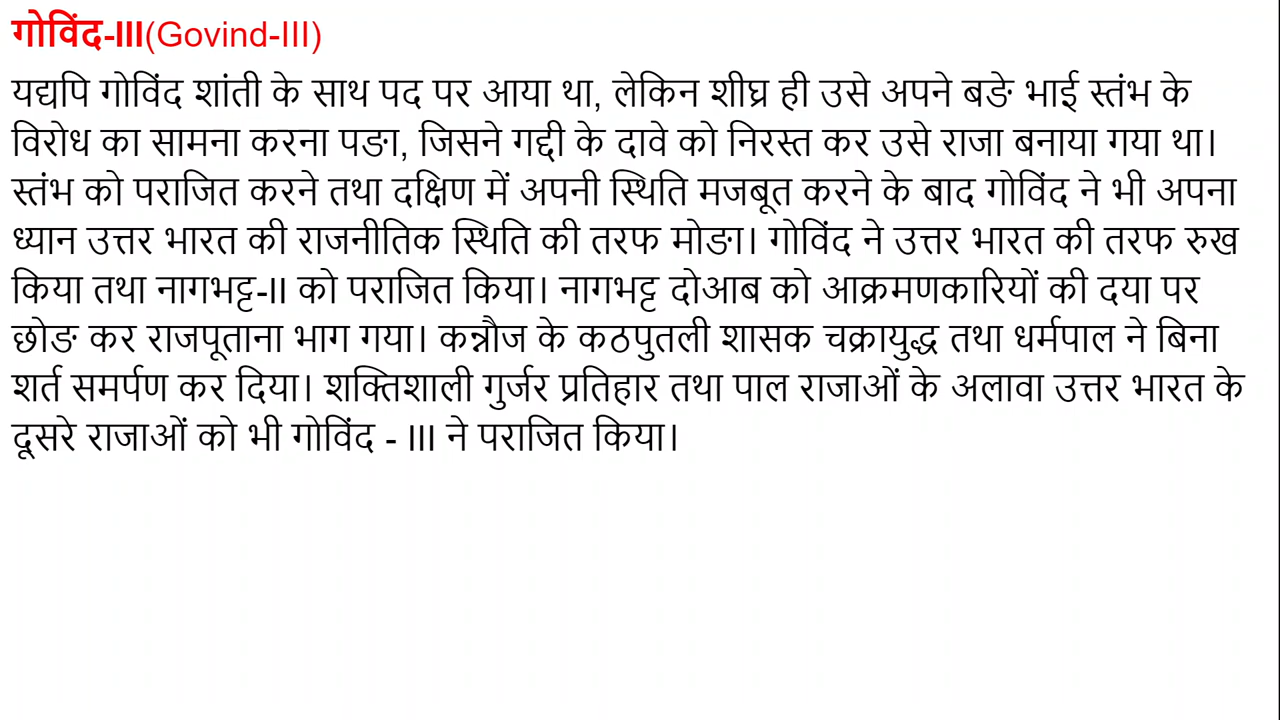 गोविंद-III(Govind-III)
यद्यपि गोविंद शांती के साथ पद पर आया था, लेकिन शीघ्र ही उसे अपने बङे भाई स्तंभ के
विरोध का सामना करना पङा, जिसने गद्दी के दावे को निरस्त कर उसे राजा बनाया गया था।
स्तंभ को पराजित करने तथा दक्षिण में अपनी स्थिति मजबूत करने के बाद गोविंद ने भी अपना
ध्यान उत्तर भारत की राजनीतिक स्थिति की तरफ मोङा। गोविंद ने उत्तर भारत की तरफ रुख
किया तथा नागभट्ट-II को पराजित किया। नागभट्ट दोआब को आक्रमणकारियों की दया पर
छोङ कर राजपूताना भाग गया। कन्नौज के कठपुतली शासक चक्रायुद्ध तथा धर्मपाल ने बिना
शर्त समर्पण कर दिया। शक्तिशाली गुर्जर प्रतिहार तथा पाल राजाओं के अलावा उत्तर भारत के
दूसरे राजाओं को भी गोविंद - III ने पराजित किया।